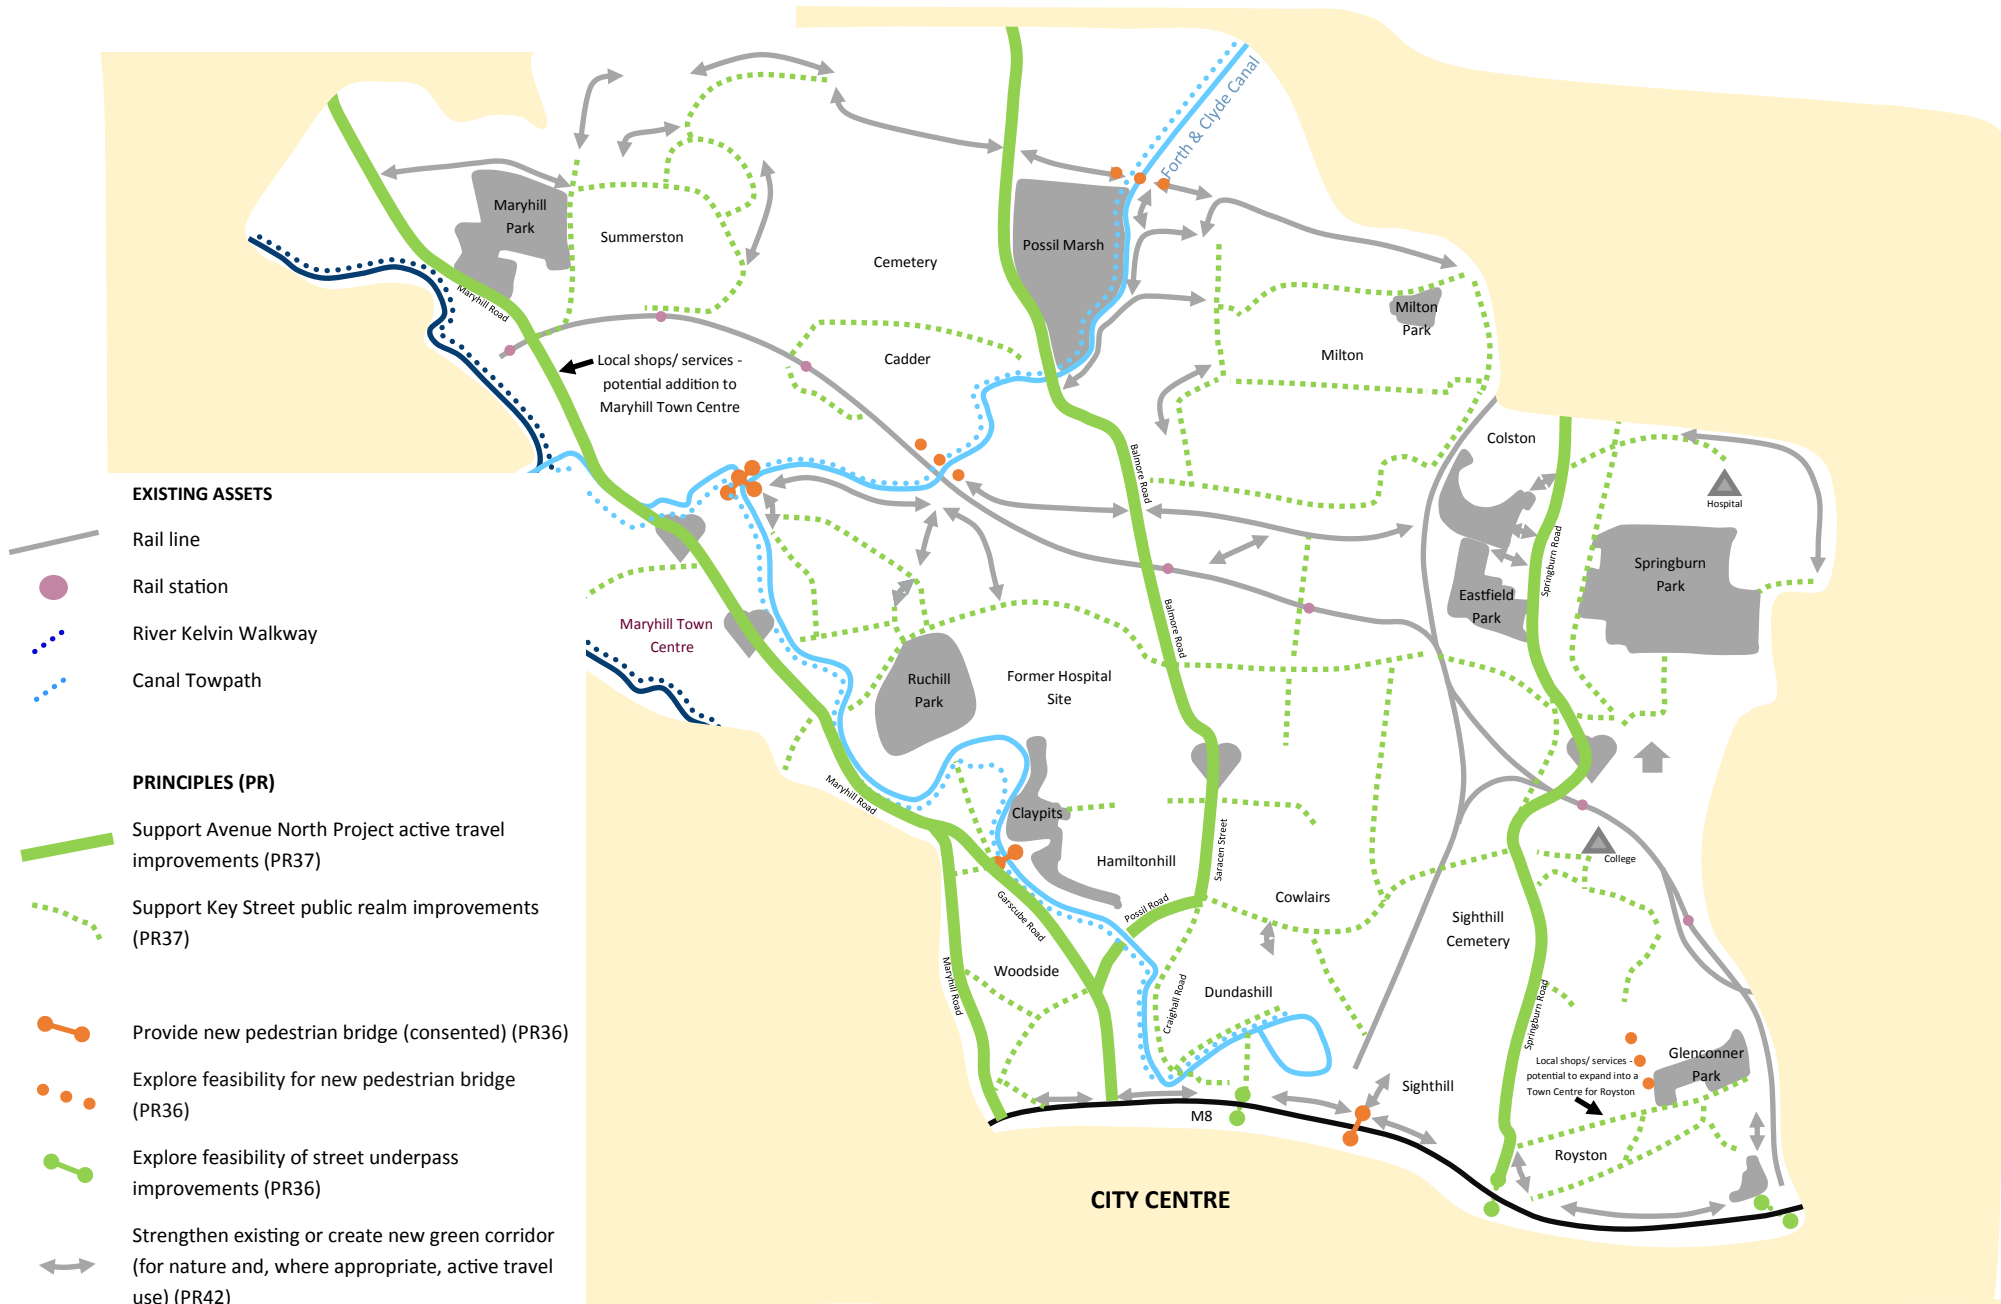 Forth & Clyde Canal
Maryhill
Park
Summerston
Cemetery
Possil Marsh
Maryhill Road
Milton
Park
Milton
Cadder
Local shops/ services -
potential addition to
Maryhill Town Centre
Colston
Balmore Road
Hospital
Springburn Road
Springburn
Park
Eastfield
Park
Balmore Road
Maryhill Town
Centre
Ruchill
Park
Former Hospital
Site
Maryhill Road
Claypits
Hamiltonhill
Saracen Street
College
Cowlairs
Possil Road
Garscube Road
Sighthill
Cemetery
Woodside
Maryhill Road
Craighall Road
Dundashill
Springburn Road
Local shops/ services -
potential to expand into a
Town Centre for Royston
Glenconner
Park
Sighthill
M8
Royston
CITY CENTRE
EXISTING ASSETS
Rail line
Rail station
River Kelvin Walkway
Canal Towpath
PRINCIPLES (PR)
Support Avenue North Project active travel
improvements (PR37)
Support Key Street public realm improvements
(PR37)
Provide new pedestrian bridge (consented) (PR36)
Explore feasibility for new pedestrian bridge
(PR36)
Explore feasibility of street underpass
improvements (PR36)
Strengthen existing or create new green corridor
(for nature and, where appropriate, active travel
use) (PR42)